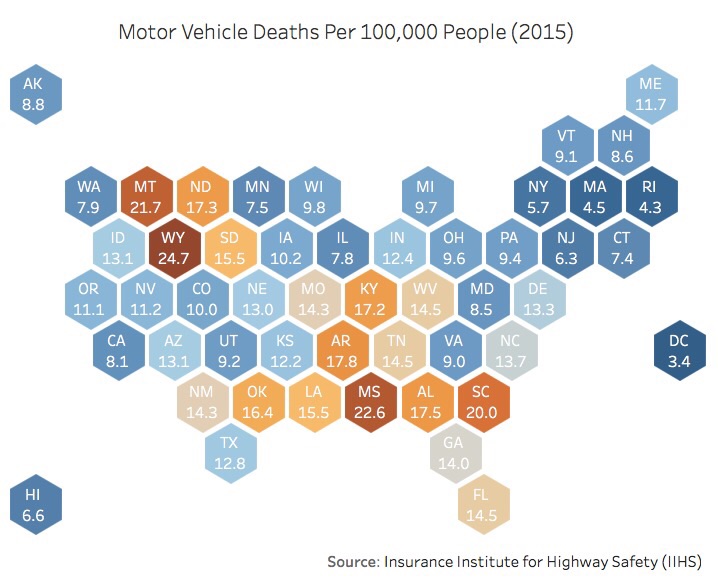 Motor Vehicle Deaths Per 100,000 People (2015)
AK
8.8
ME
11.7
VT
9.1
NH
8.6
WA
7.9
MT
21.7
ND
17.3
MN
7.5
WI
9.8
MI
9.7
NY
5.7
MA
4.5
RI
4.3
ID
13.1
WY
24.7
SD
15.5
IA
10.2
IL
7.8
IN
12.4
OH
9.6
PA
9.4
NJ
6.3
CT
7.4
OR
11.1
NV
11.2
CO
10.0
NE
13.0
MO
14.3
KY
17.2
WV
14.5
MD
8.5
DE
13.3
CA
8.1
AZ
13.1
UT
9.2
KS
12.2
AR
17.8
TN
14.5
VA
9.0
NC
13.7
DC
3.4
NM
14.3
OK
16.4
LA
15.5
MS
22.6
AL
17.5
SC
20.0
TX
12.8
GA
14.0
HI
6.6
FL
14.5
Source: Insurance Institute for Highway Safety (IIHS)